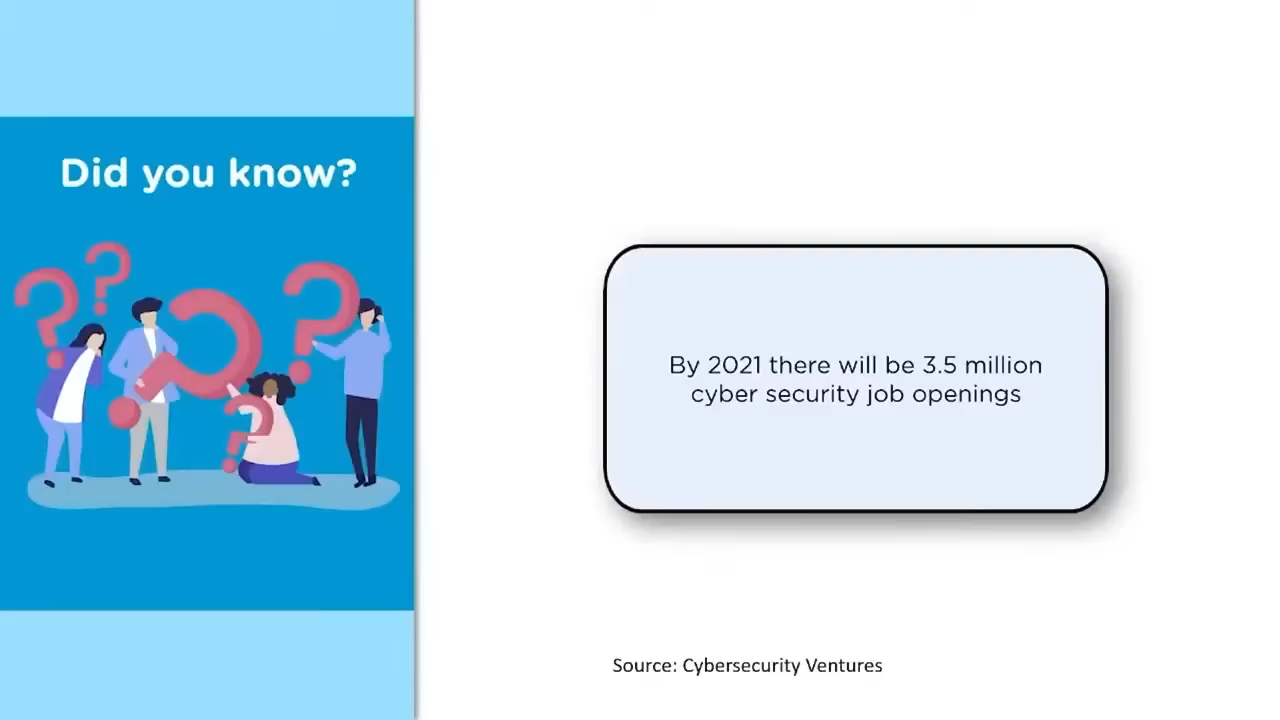 Did you know?
By 2021 there will be 3.5 million
cyber security job openings
Source: Cybersecurity Ventures